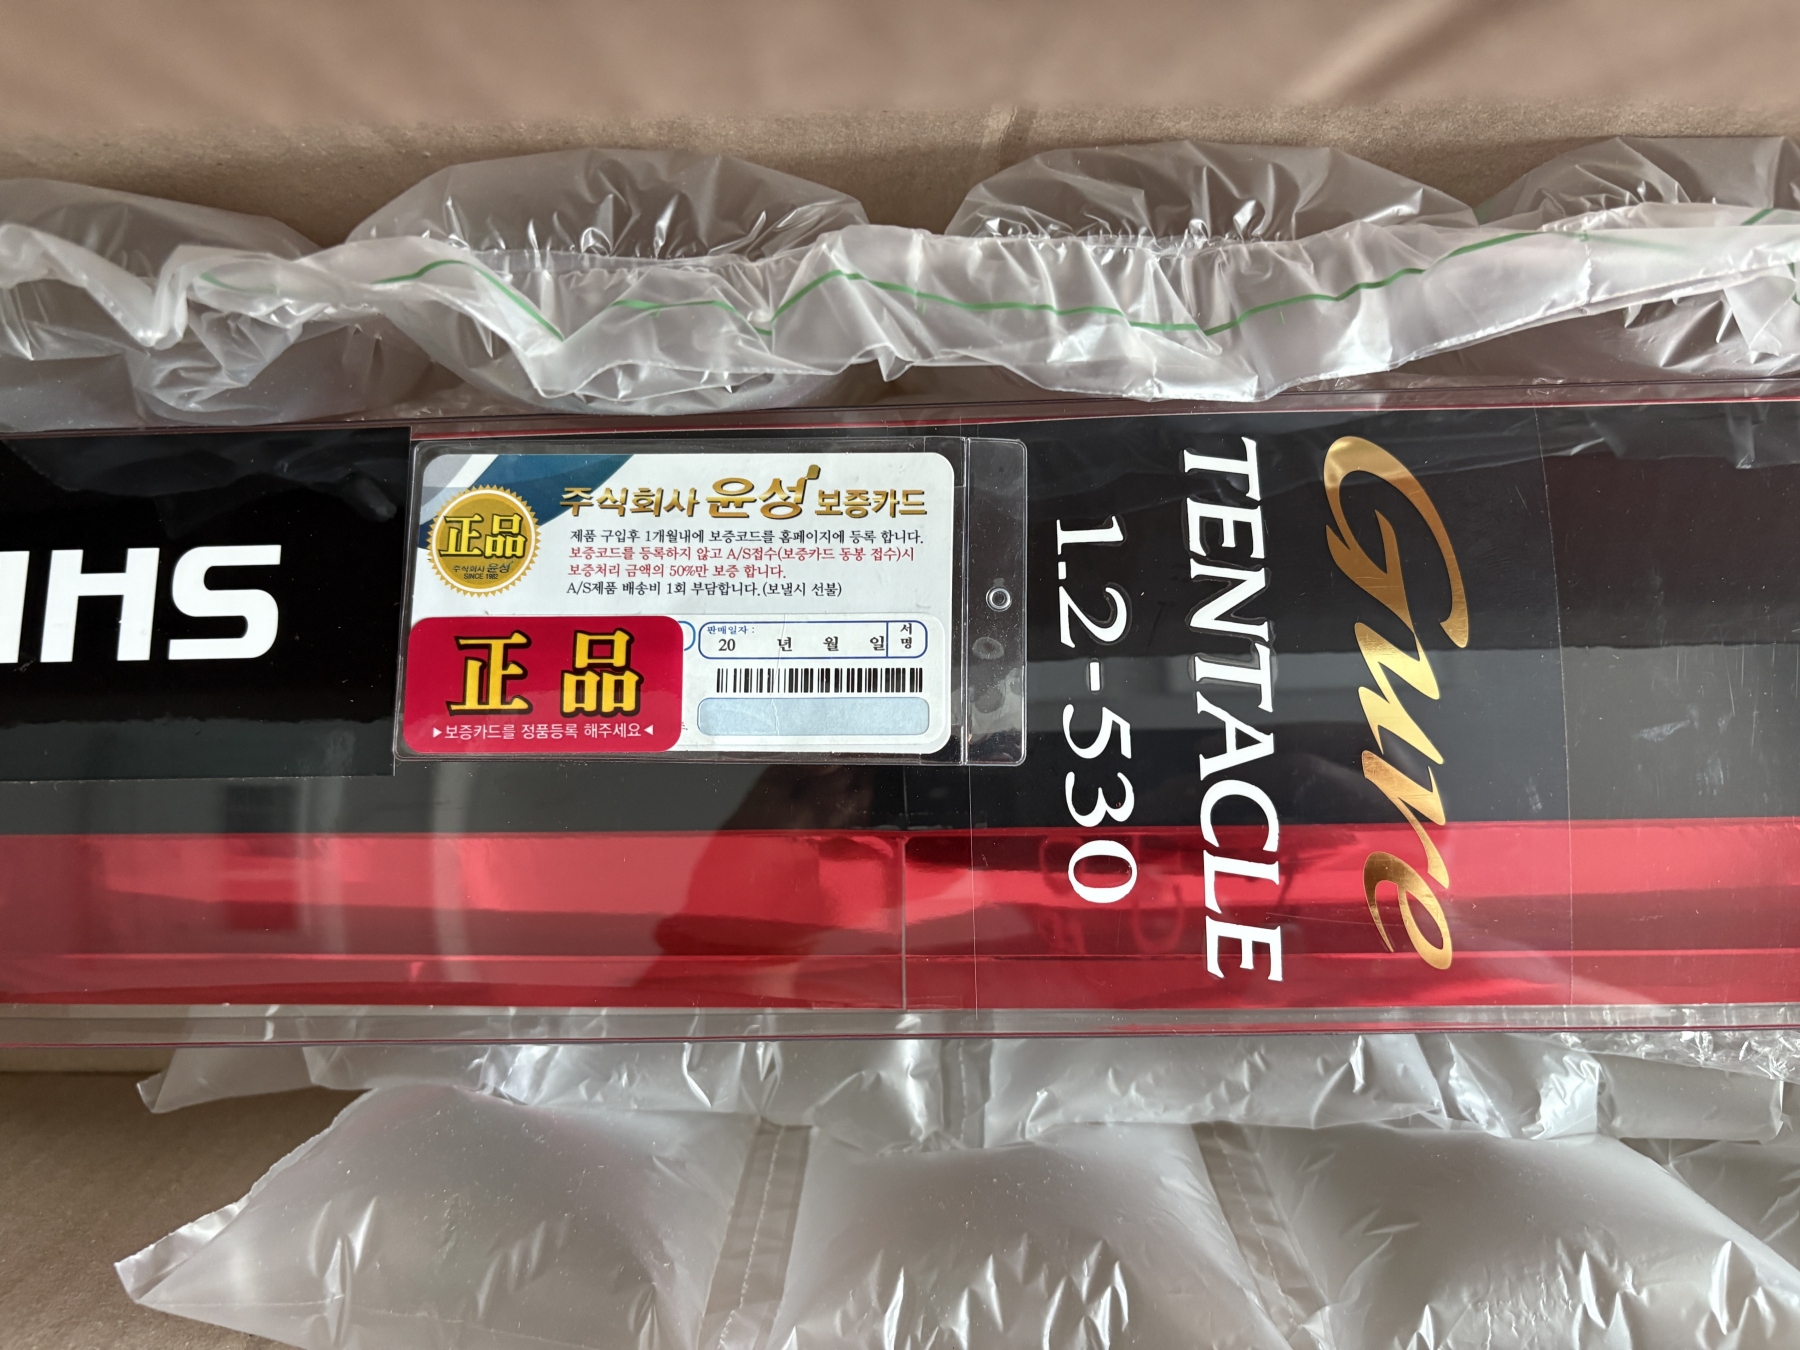 SHI
正品
주식회사 윤성
SINCE 1982
주식회사 윤성 보증카드
제품 구입후 1개월내에 보증코드를 홈페이지에 등록 합니다.
보증코드를 등록하지 않고 A/S접수(보증카드 동봉 접수)시
보증처리 금액의 50%만 보증 합니다.
A/S제품 배송비 1회 부담합니다.(보낼시 선불)
판매일자 :
20 년 월 일
서명
正品
▶보증카드를 정품등록 해주세요◀
Gure
TENTACLE
1.2-530